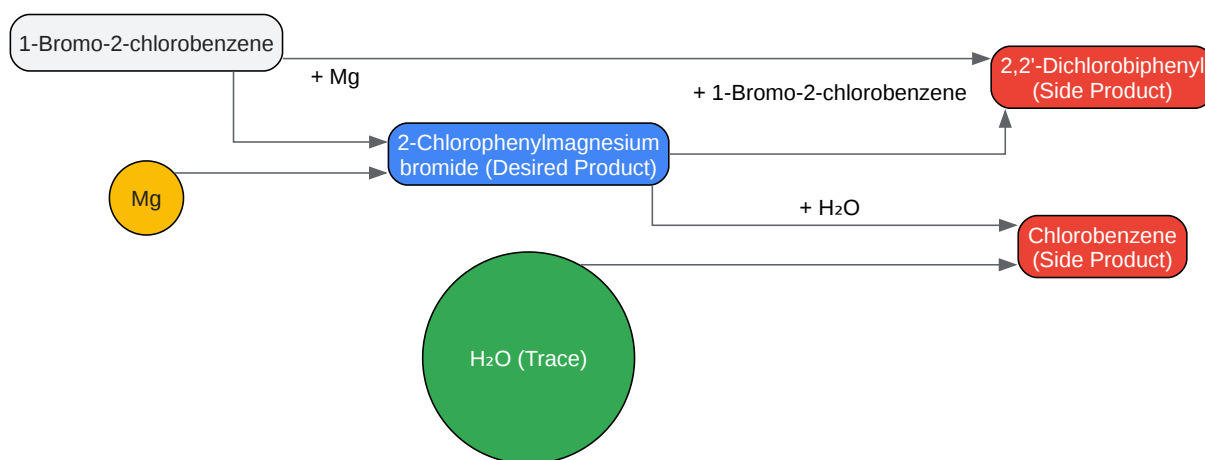 1-Bromo-2-chlorobenzene
+ Mg
2,2'-Dichlorobiphenyl
(Side Product)
+ 1-Bromo-2-chlorobenzene
2-Chlorophenylmagnesium
bromide (Desired Product)
Mg
+ H₂O
Chlorobenzene
(Side Product)
H₂O (Trace)